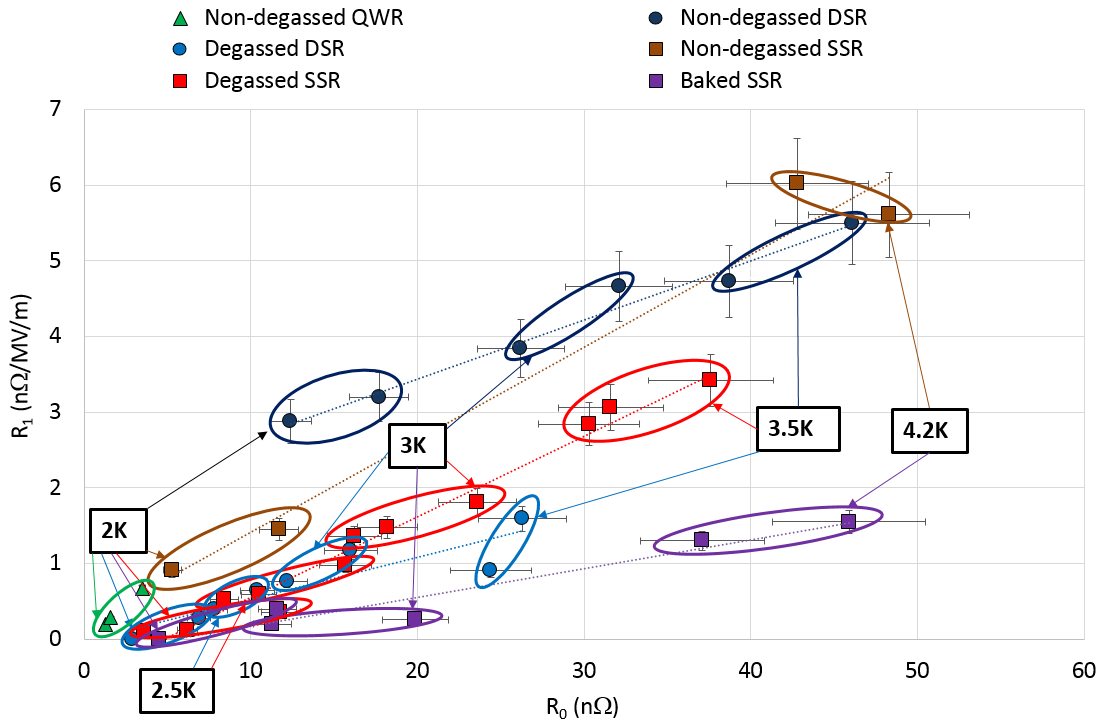 Non-degassed QWR
Non-degassed DSR
Degassed DSR
Non-degassed SSR
Degassed SSR
Baked SSR
7
6
5
4
3
2
1
0
R₁ (nΩ/MV/m)
3K
3.5K
4.2K
2K
2.5K
0
10
20
30
40
50
60
R₀ (nΩ)